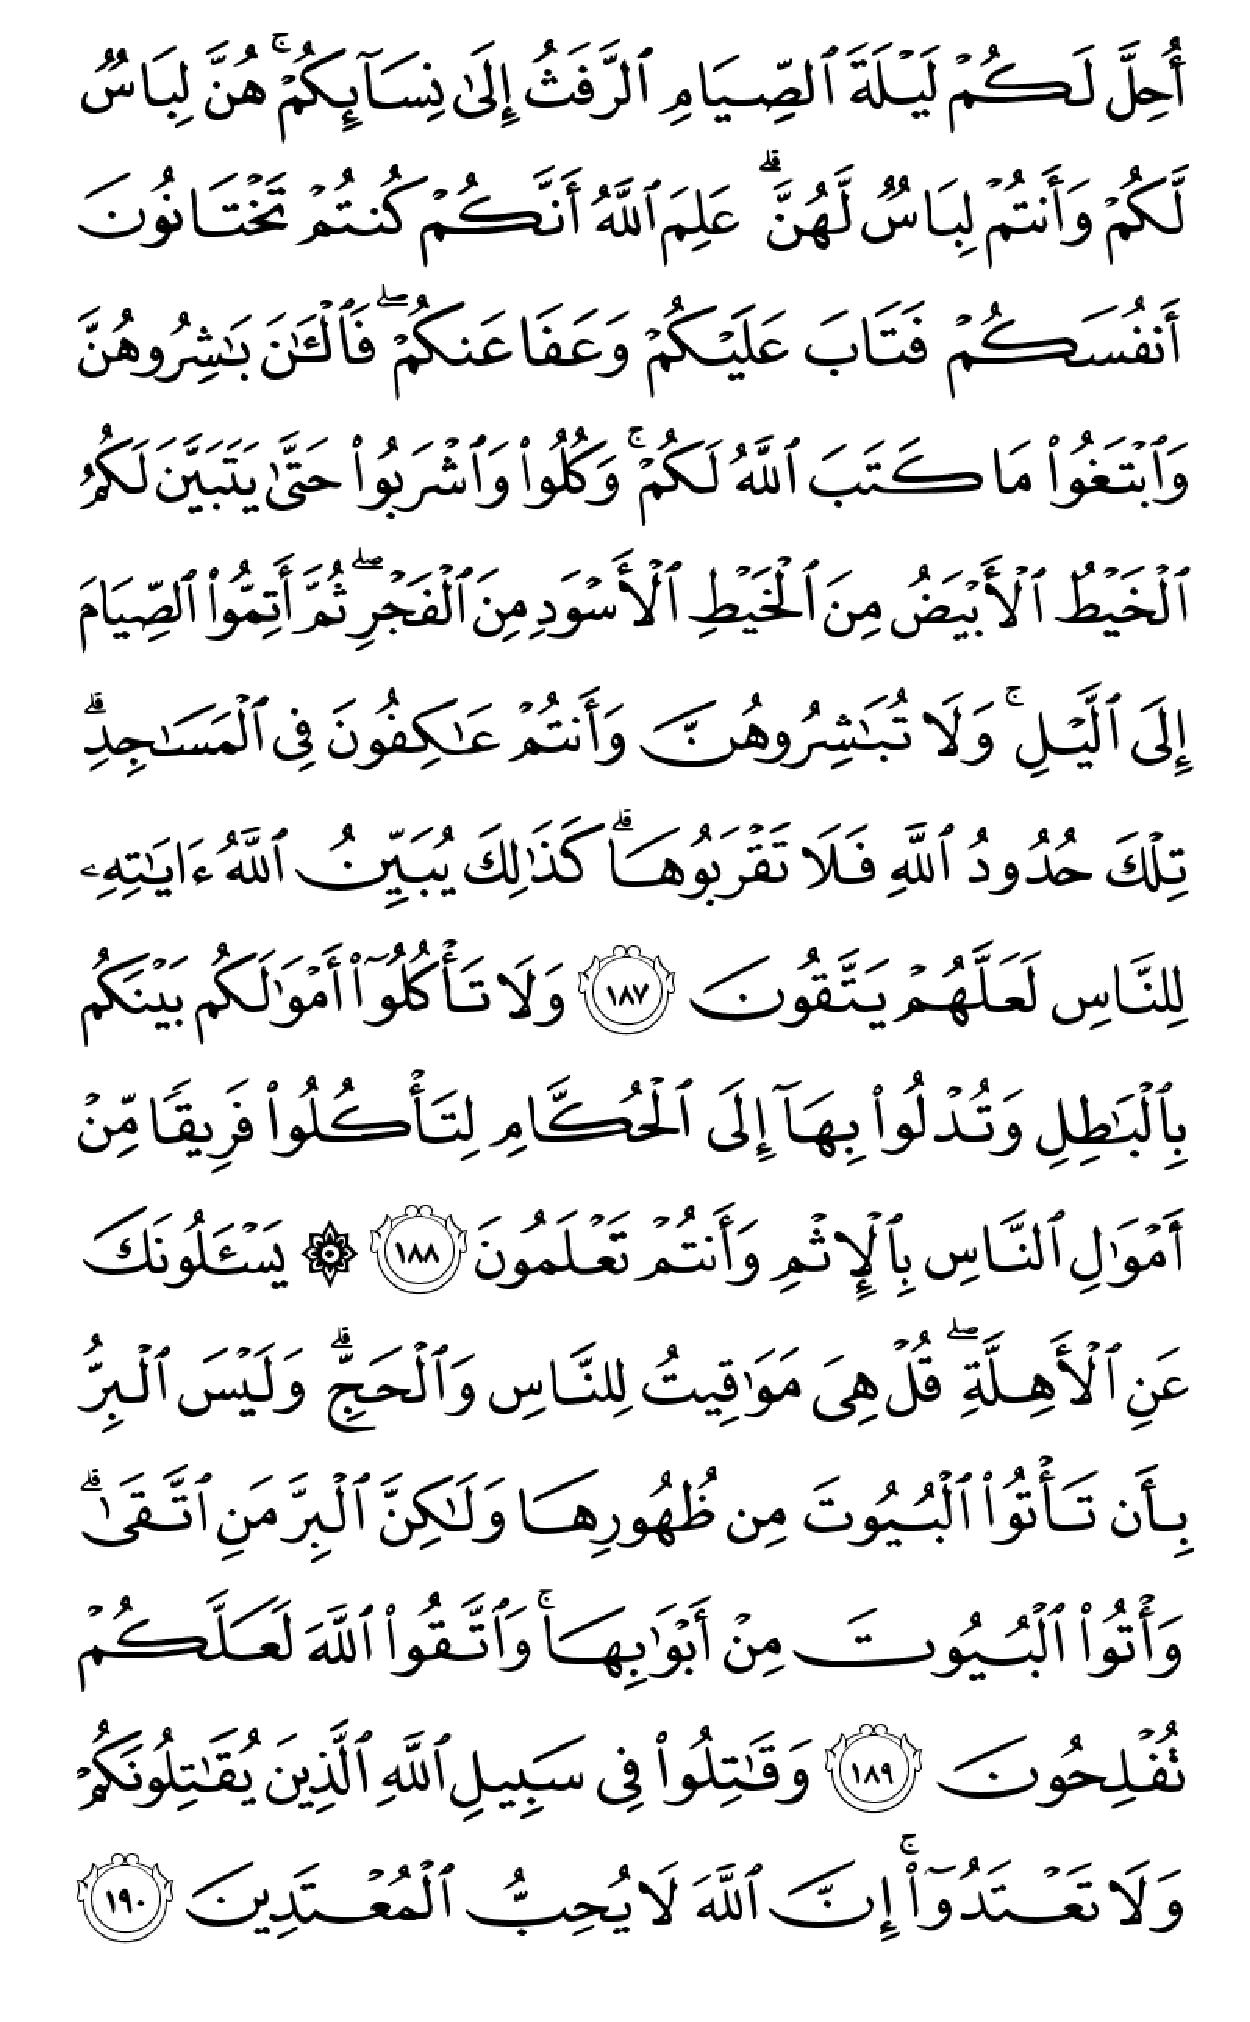 أُحِلَّ لَكُمۡ لَيۡلَةَ ٱلصِّيَامِ ٱلرَّفَثُ إِلَىٰ نِسَآئِكُمۡۚ هُنَّ لِبَاسٞ
لَّكُمۡ وَأَنتُمۡ لِبَاسٞ لَّهُنَّۗ عَلِمَ ٱللَّهُ أَنَّكُمۡ كُنتُمۡ تَخۡتَانُونَ
أَنفُسَكُمۡ فَتَابَ عَلَيۡكُمۡ وَعَفَا عَنكُمۡۖ فَٱلۡـَٰٔنَ بَٰشِرُوهُنَّ
وَٱبۡتَغُواْ مَا كَتَبَ ٱللَّهُ لَكُمۡۚ وَكُلُواْ وَٱشۡرَبُواْ حَتَّىٰ يَتَبَيَّنَ لَكُمُ
ٱلۡخَيۡطُ ٱلۡأَبۡيَضُ مِنَ ٱلۡخَيۡطِ ٱلۡأَسۡوَدِ مِنَ ٱلۡفَجۡرِۖ ثُمَّ أَتِمُّواْ ٱلصِّيَامَ
إِلَى ٱلَّيۡلِۚ وَلَا تُبَٰشِرُوهُنَّ وَأَنتُمۡ عَٰكِفُونَ فِي ٱلۡمَسَٰجِدِۗ
تِلۡكَ حُدُودُ ٱللَّهِ فَلَا تَقۡرَبُوهَاۗ كَذَٰلِكَ يُبَيِّنُ ٱللَّهُ ءَايَٰتِهِۦ
لِلنَّاسِ لَعَلَّهُمۡ يَتَّقُونَ ١٨٧ وَلَا تَأۡكُلُوٓاْ أَمۡوَٰلَكُم بَيۡنَكُم
بِٱلۡبَٰطِلِ وَتُدۡلُواْ بِهَآ إِلَى ٱلۡحُكَّامِ لِتَأۡكُلُواْ فَرِيقٗا مِّنۡ
أَمۡوَٰلِ ٱلنَّاسِ بِٱلۡإِثۡمِ وَأَنتُمۡ تَعۡلَمُونَ ١٨٨ ۞ يَسۡـَٔلُونَكَ
عَنِ ٱلۡأَهِلَّةِۖ قُلۡ هِيَ مَوَٰقِيتُ لِلنَّاسِ وَٱلۡحَجِّۗ وَلَيۡسَ ٱلۡبِرُّ
بِأَن تَأۡتُواْ ٱلۡبُيُوتَ مِن ظُهُورِهَا وَلَٰكِنَّ ٱلۡبِرَّ مَنِ ٱتَّقَىٰۗ
وَأۡتُواْ ٱلۡبُيُوتَ مِنۡ أَبۡوَٰبِهَاۚ وَٱتَّقُواْ ٱللَّهَ لَعَلَّكُمۡ
تُفۡلِحُونَ ١٨٩ وَقَٰتِلُواْ فِي سَبِيلِ ٱللَّهِ ٱلَّذِينَ يُقَٰتِلُونَكُمۡ
وَلَا تَعۡتَدُوٓاْۚ إِنَّ ٱللَّهَ لَا يُحِبُّ ٱلۡمُعۡتَدِينَ ١٩٠